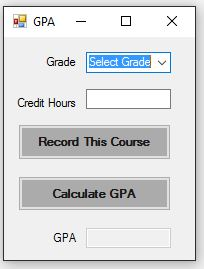 GPA
Grade Select Grade
Credit Hours
Record This Course
Calculate GPA
GPA